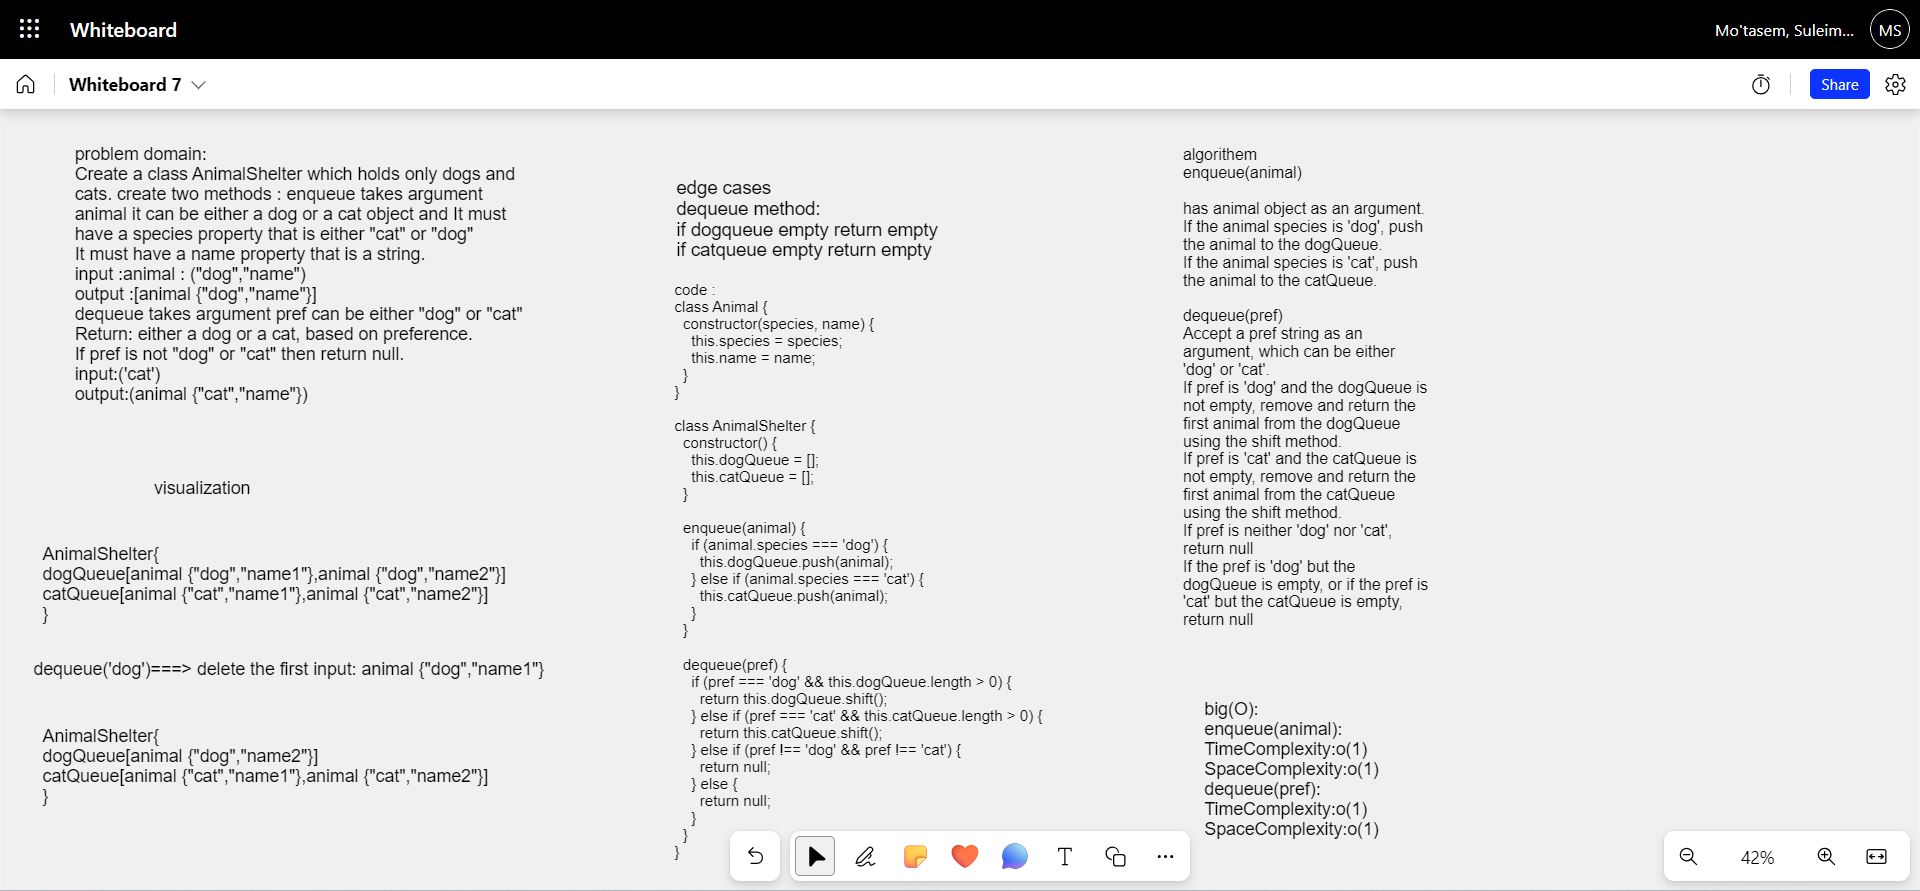 Whiteboard
Mo'tasem, Suleim...
MS
Whiteboard 7
Share
problem domain:
Create a class AnimalShelter which holds only dogs and
cats. create two methods : enqueue takes argument
animal it can be either a dog or a cat object and It must
have a species property that is either "cat" or "dog"
It must have a name property that is a string.
input :animal : ("dog","name")
output :[animal {"dog","name"}]
dequeue takes argument pref can be either "dog" or "cat"
Return: either a dog or a cat, based on preference.
If pref is not "dog" or "cat" then return null.
input:('cat')
output:(animal {"cat","name"})
visualization
AnimalShelter{
dogQueue[animal {"dog","name1"},animal {"dog","name2"}]
catQueue[animal {"cat","name1"},animal {"cat","name2"}]
}
dequeue('dog')===> delete the first input: animal {"dog","name1"}
AnimalShelter{
dogQueue[animal {"dog","name2"}]
catQueue[animal {"cat","name1"},animal {"cat","name2"}]
}
edge cases
dequeue method:
if dogqueue empty return empty
if catqueue empty return empty
code :
class Animal {
constructor(species, name) {
this.species = species;
this.name = name;
}
}
class AnimalShelter {
constructor() {
this.dogQueue = [];
this.catQueue = [];
}
enqueue(animal) {
if (animal.species === 'dog') {
this.dogQueue.push(animal);
} else if (animal.species === 'cat') {
this.catQueue.push(animal);
}
}
dequeue(pref) {
if (pref === 'dog' && this.dogQueue.length > 0) {
return this.dogQueue.shift();
} else if (pref === 'cat' && this.catQueue.length > 0) {
return this.catQueue.shift();
} else if (pref !== 'dog' && pref !== 'cat') {
return null;
} else {
return null;
}
}
}
algorithem
enqueue(animal)
has animal object as an argument.
If the animal species is 'dog', push
the animal to the dogQueue.
If the animal species is 'cat', push
the animal to the catQueue.
dequeue(pref)
Accept a pref string as an
argument, which can be either
'dog' or 'cat'.
If pref is 'dog' and the dogQueue is
not empty, remove and return the
first animal from the dogQueue
using the shift method.
If pref is 'cat' and the catQueue is
not empty, remove and return the
first animal from the catQueue
using the shift method.
If pref is neither 'dog' nor 'cat',
return null
If the pref is 'dog' but the
dogQueue is empty, or if the pref is
'cat' but the catQueue is empty,
return null
big(O):
enqueue(animal):
TimeComplexity:o(1)
SpaceComplexity:o(1)
dequeue(pref):
TimeComplexity:o(1)
SpaceComplexity:o(1)
T
42%